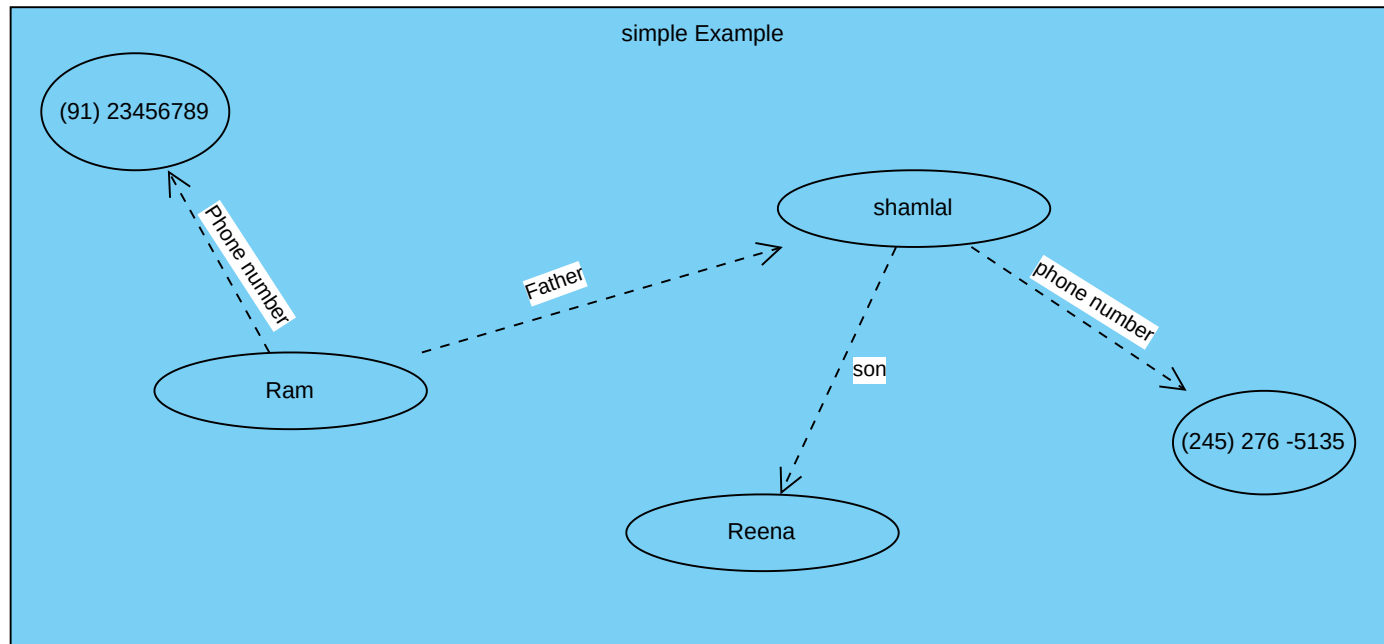 simple Example
(91) 23456789
shamlal
Phone number
Father
phone number
son
Ram
(245) 276 -5135
Reena